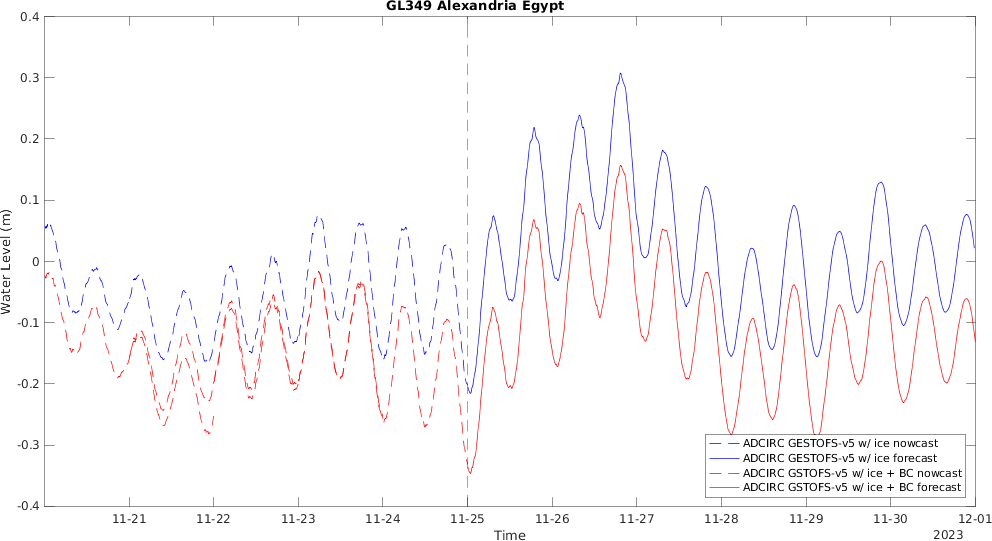 GL349 Alexandria Egypt
Water Level (m)
0.4
0.3
0.2
0.1
0
-0.1
-0.2
-0.3
-0.4
ADCIRC GESTOFS-v5 w/ ice nowcast
ADCIRC GESTOFS-v5 w/ ice forecast
ADCIRC GSTOFS-v5 w/ ice + BC nowcast
ADCIRC GSTOFS-v5 w/ ice + BC forecast
11-21 11-22 11-23 11-24 11-25 11-26 11-27 11-28 11-29 11-30 12-01
Time
2023